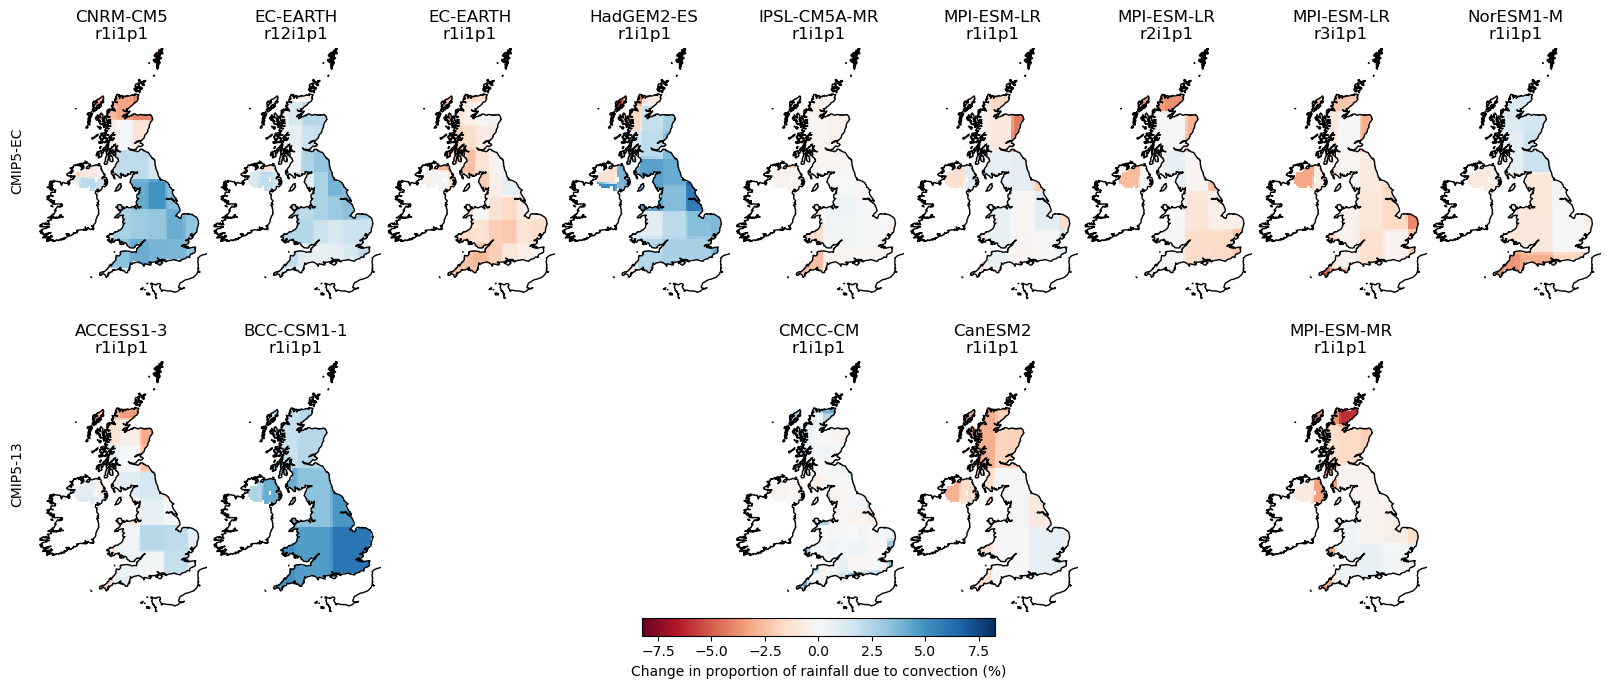 CNRM-CM5
r1i1p1
EC-EARTH
r12i1p1
EC-EARTH
r1i1p1
HadGEM2-ES
r1i1p1
IPSL-CM5A-MR
r1i1p1
MPI-ESM-LR
r1i1p1
MPI-ESM-LR
r2i1p1
MPI-ESM-LR
r3i1p1
NorESM1-M
r1i1p1
CMIP5-EC
ACCESS1-3
r1i1p1
BCC-CSM1-1
r1i1p1
CMCC-CM
r1i1p1
CanESM2
r1i1p1
MPI-ESM-MR
r1i1p1
CMIP5-13
−7.5 −5.0 −2.5 0.0 2.5 5.0 7.5
Change in proportion of rainfall due to convection (%)